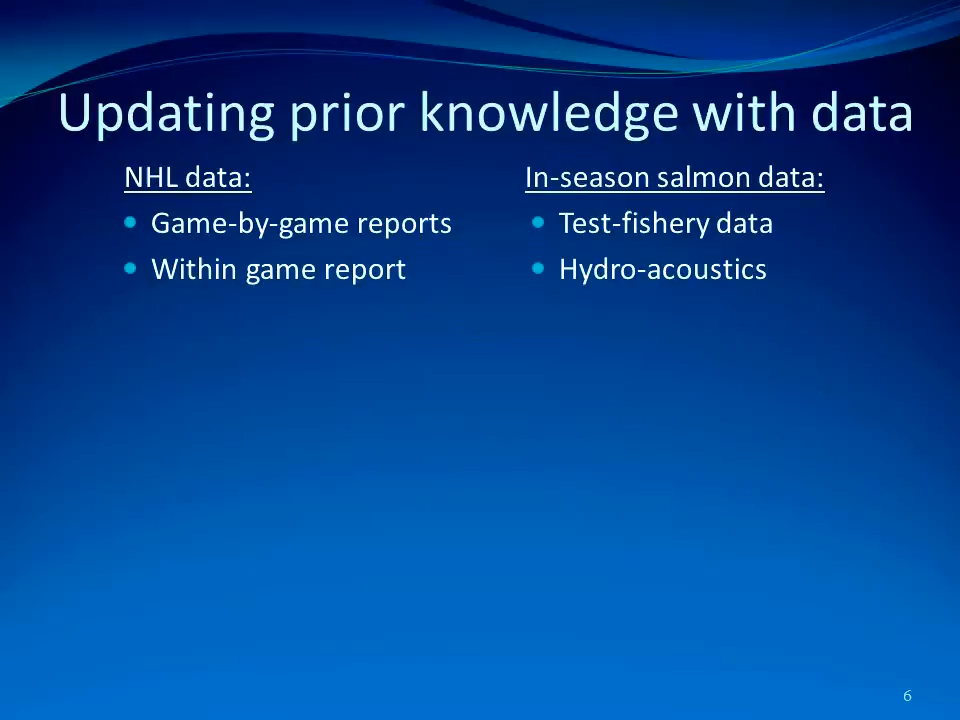 Updating prior knowledge with data
NHL data:
Game-by-game reports
Within game report
In-season salmon data:
Test-fishery data
Hydro-acoustics
6